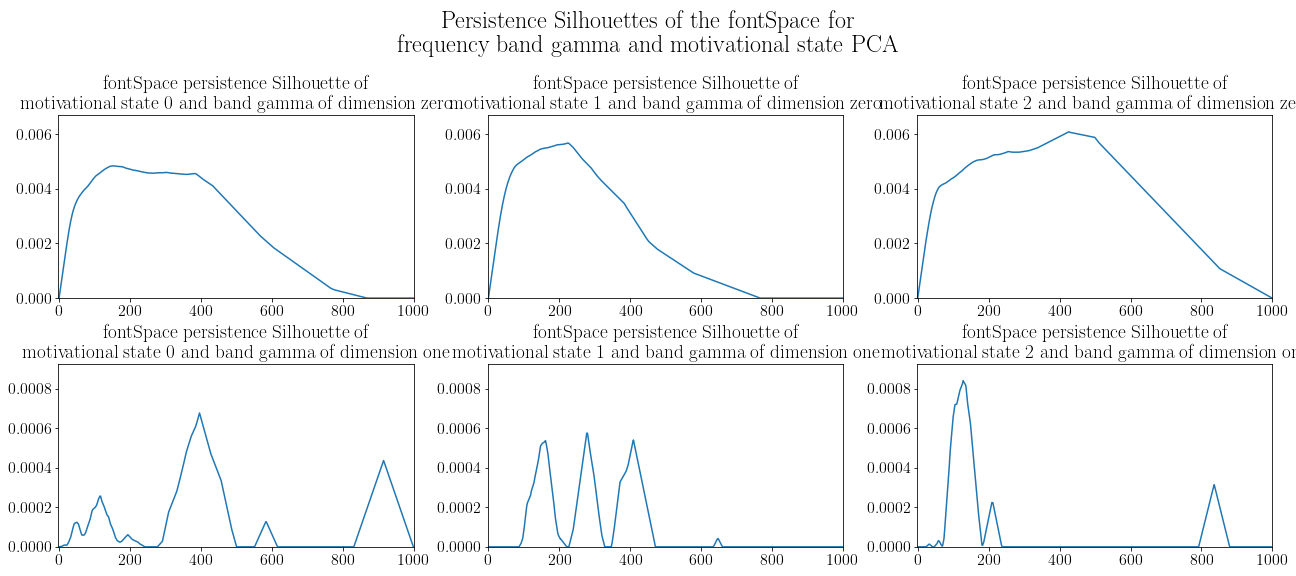 Persistence Silhouettes of the fontSpace for
frequency band gamma and motivational state PCA
fontSpace persistence Silhouette of
motivational state 0 and band gamma of dimension zero
fontSpace persistence Silhouette of
motivational state 1 and band gamma of dimension zero
fontSpace persistence Silhouette of
motivational state 2 and band gamma of dimension ze
0.006
0.004
0.002
0.000
0 200 400 600 800 1000
0.006
0.004
0.002
0.000
0 200 400 600 800 1000
0.006
0.004
0.002
0.000
0 200 400 600 800 1000
fontSpace persistence Silhouette of
motivational state 0 and band gamma of dimension one
fontSpace persistence Silhouette of
motivational state 1 and band gamma of dimension one
fontSpace persistence Silhouette of
motivational state 2 and band gamma of dimension on
0.0008
0.0006
0.0004
0.0002
0.0000
0 200 400 600 800 1000
0.0008
0.0006
0.0004
0.0002
0.0000
0 200 400 600 800 1000
0.0008
0.0006
0.0004
0.0002
0.0000
0 200 400 600 800 1000